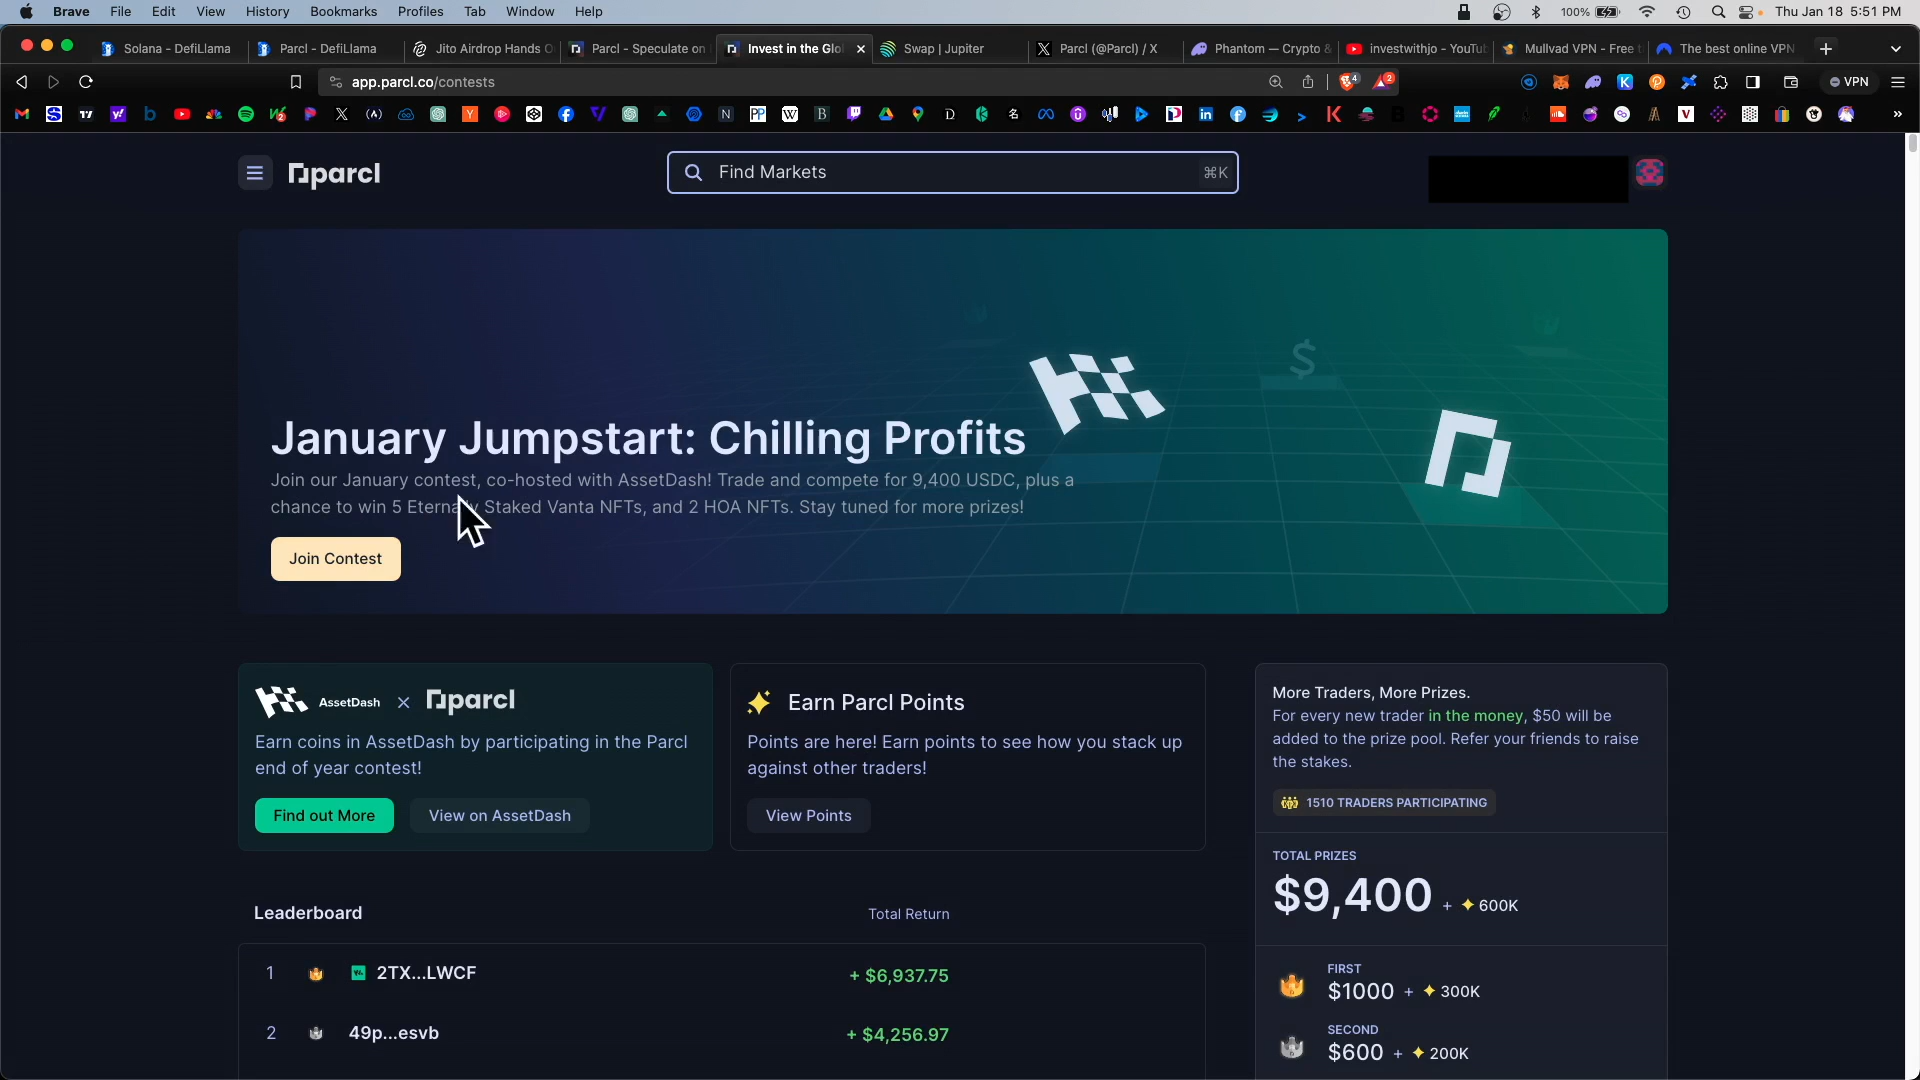 Brave File Edit View History Bookmarks Profiles Tab Window Help 100% Thu Jan 18 5:51 PM
Solana - DefiLlama Parcl - DefiLlama Jito Airdrop Hands O Parcl - Speculate on Invest in the Glo Swap | Jupiter Parcl (@Parcl) / X Phantom — Crypto & investwithjo - YouTu Mullvad VPN - Free The best online VPN
app.parcl.co/contests 4 2 VPN
parcl
Find Markets
⌘K
January Jumpstart: Chilling Profits
Join our January contest, co-hosted with AssetDash! Trade and compete for 9,400 USDC, plus a
chance to win 5 Eternally Staked Vanta NFTs, and 2 HOA NFTs. Stay tuned for more prizes!
Join Contest
$
AssetDash × parcl
Earn coins in AssetDash by participating in the Parcl
end of year contest!
Find out More View on AssetDash
Earn Parcl Points
Points are here! Earn points to see how you stack up
against other traders!
View Points
More Traders, More Prizes.
For every new trader in the money, $50 will be
added to the prize pool. Refer your friends to raise
the stakes.
1510 TRADERS PARTICIPATING
TOTAL PRIZES
$9,400 + 600K
FIRST
$1000 + 300K
SECOND
$600 + 200K
Leaderboard Total Return
1 2TX...LWCF + $6,937.75
2 49p...esvb + $4,256.97